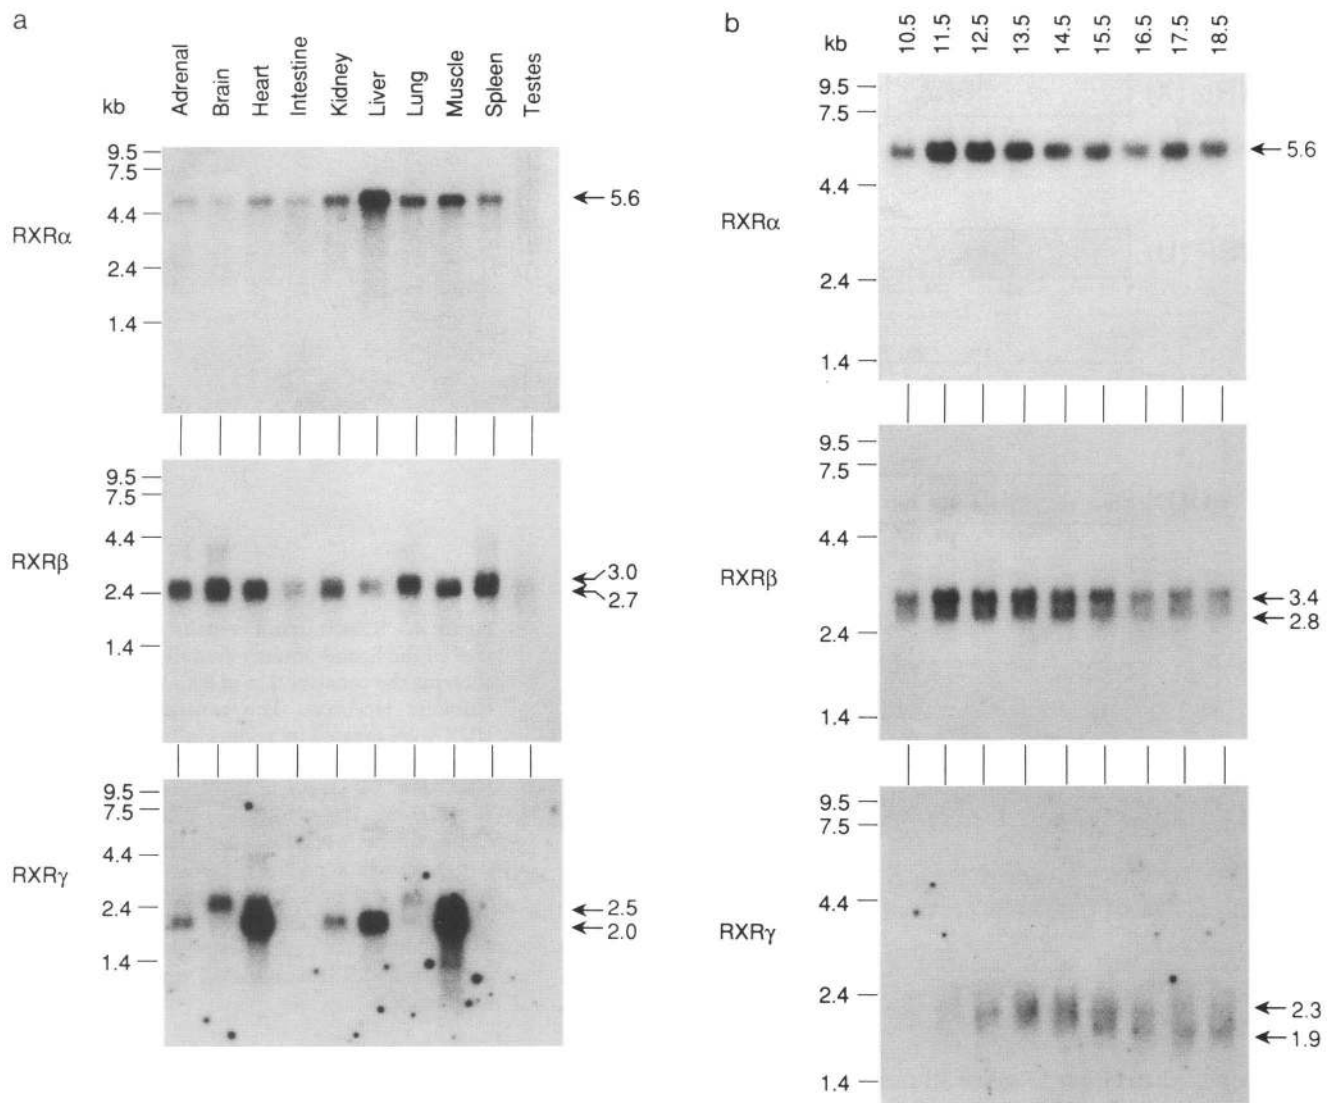 a
kb
Adrenal
Brain
Heart
Intestine
Kidney
Liver
Lung
Muscle
Spleen
Testes
RXRα
9.5
7.5
4.4
2.4
1.4
5.6
RXRβ
9.5
7.5
4.4
2.4
1.4
3.0
2.7
RXRγ
9.5
7.5
4.4
2.4
1.4
2.5
2.0
b
kb
10.5
11.5
12.5
13.5
14.5
15.5
16.5
17.5
18.5
RXRα
9.5
7.5
4.4
2.4
1.4
5.6
RXRβ
9.5
7.5
4.4
2.4
1.4
3.4
2.8
RXRγ
9.5
7.5
4.4
2.4
1.4
2.3
1.9